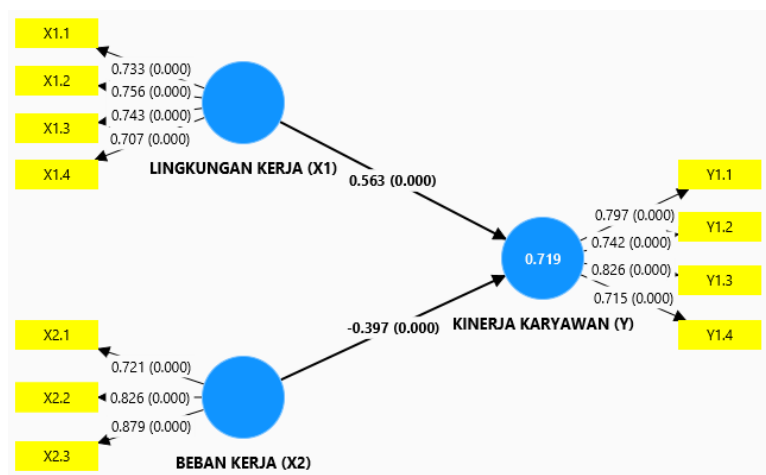 X1.1
0.733 (0.000)
X1.2
0.756 (0.000)
X1.3
0.743 (0.000)
0.707 (0.000)
X1.4
LINGKUNGAN KERJA (X1)
0.563 (0.000)
Y1.1
0.797 (0.000)
Y1.2
0.742 (0.000)
0.719
0.826 (0.000)
Y1.3
0.715 (0.000)
KINERJA KARYAWAN (Y)
Y1.4
-0.397 (0.000)
X2.1
0.721 (0.000)
X2.2
0.826 (0.000)
0.879 (0.000)
X2.3
BEBAN KERJA (X2)